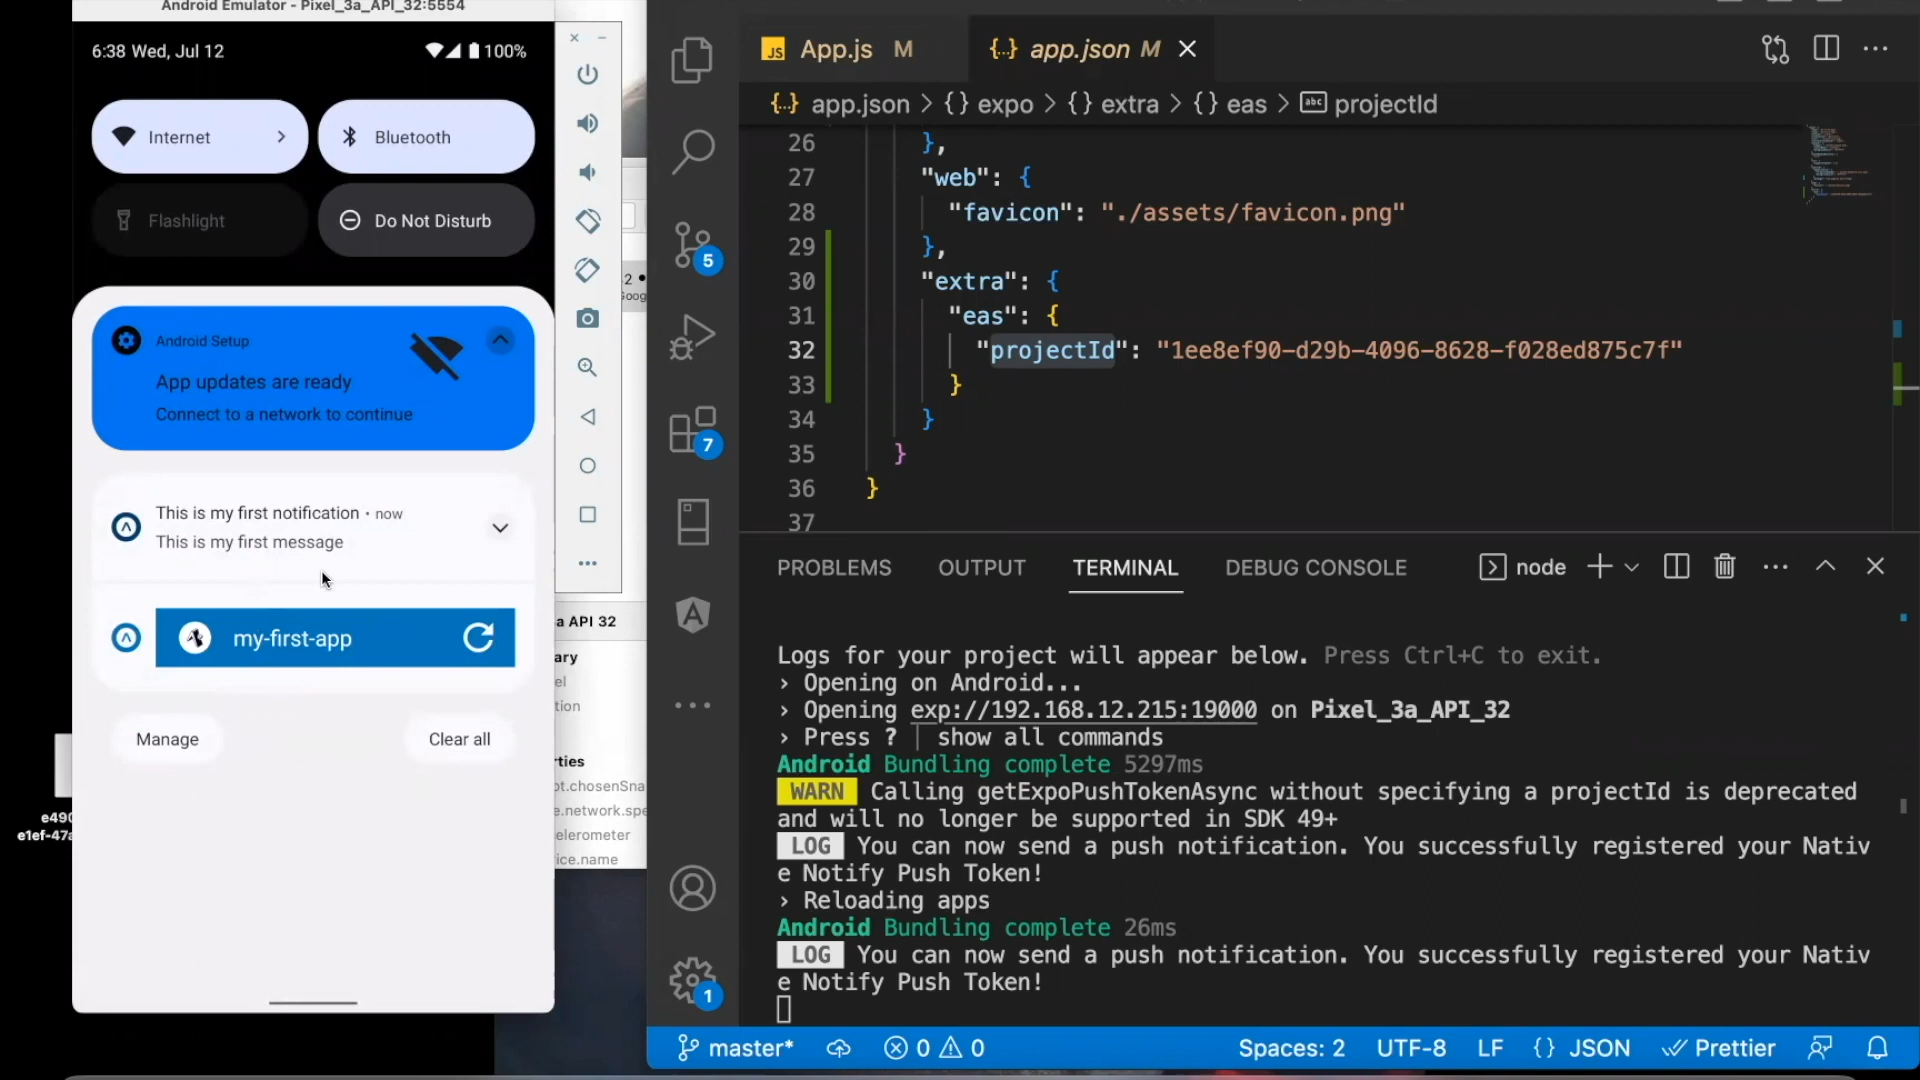 Android Emulator - Pixel_3a_API_32:5554
6:38 Wed, Jul 12
100%
Internet
Bluetooth
Flashlight
Do Not Disturb
Android Setup
App updates are ready
Connect to a network to continue
This is my first notification • now
This is my first message
my-first-app
Manage
Clear all
a API 32
App.js M
app.json M
app.json > {} expo > {} extra > {} eas > projectId
26 },
27 "web": {
28 "favicon": "./assets/favicon.png"
29 },
30 "extra": {
31 "eas": {
32 "projectId": "1ee8ef90-d29b-4096-8628-f028ed875c7f"
33 }
34 }
35 }
36 }
37
5
7
1
PROBLEMS OUTPUT TERMINAL DEBUG CONSOLE node
Logs for your project will appear below. Press Ctrl+C to exit.
› Opening on Android...
› Opening exp://192.168.12.215:19000 on Pixel_3a_API_32
› Press ? | show all commands
Android Bundling complete 5297ms
WARN Calling getExpoPushTokenAsync without specifying a projectId is deprecated
and will no longer be supported in SDK 49+
LOG You can now send a push notification. You successfully registered your Nativ
e Notify Push Token!
› Reloading apps
Android Bundling complete 26ms
LOG You can now send a push notification. You successfully registered your Nativ
e Notify Push Token!
master* 0 0 Spaces: 2 UTF-8 LF {} JSON Prettier